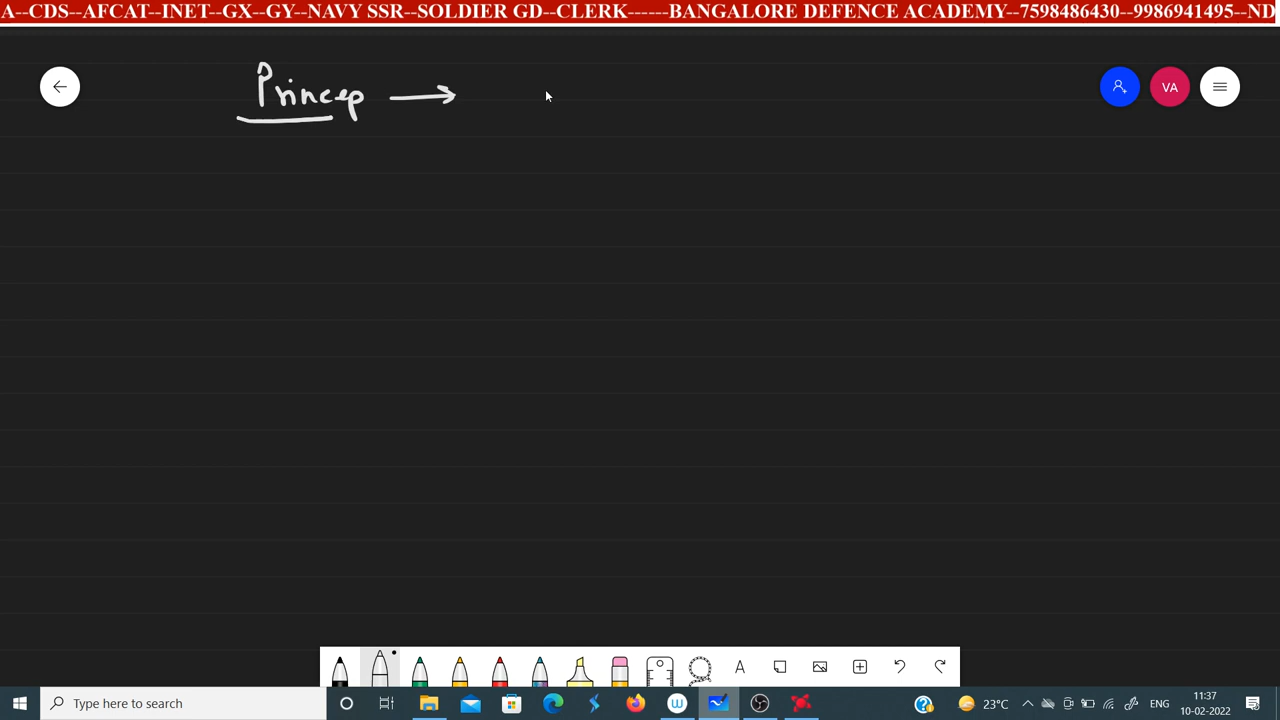 A--CDS--AFCAT--INET--GX--GY--NAVY SSR--SOLDIER GD--CLERK------BANGALORE DEFENCE ACADEMY--7598486430--9986941495--ND
Princep →
VA
A
Type here to search
23°C
ENG
11:37
10-02-2022